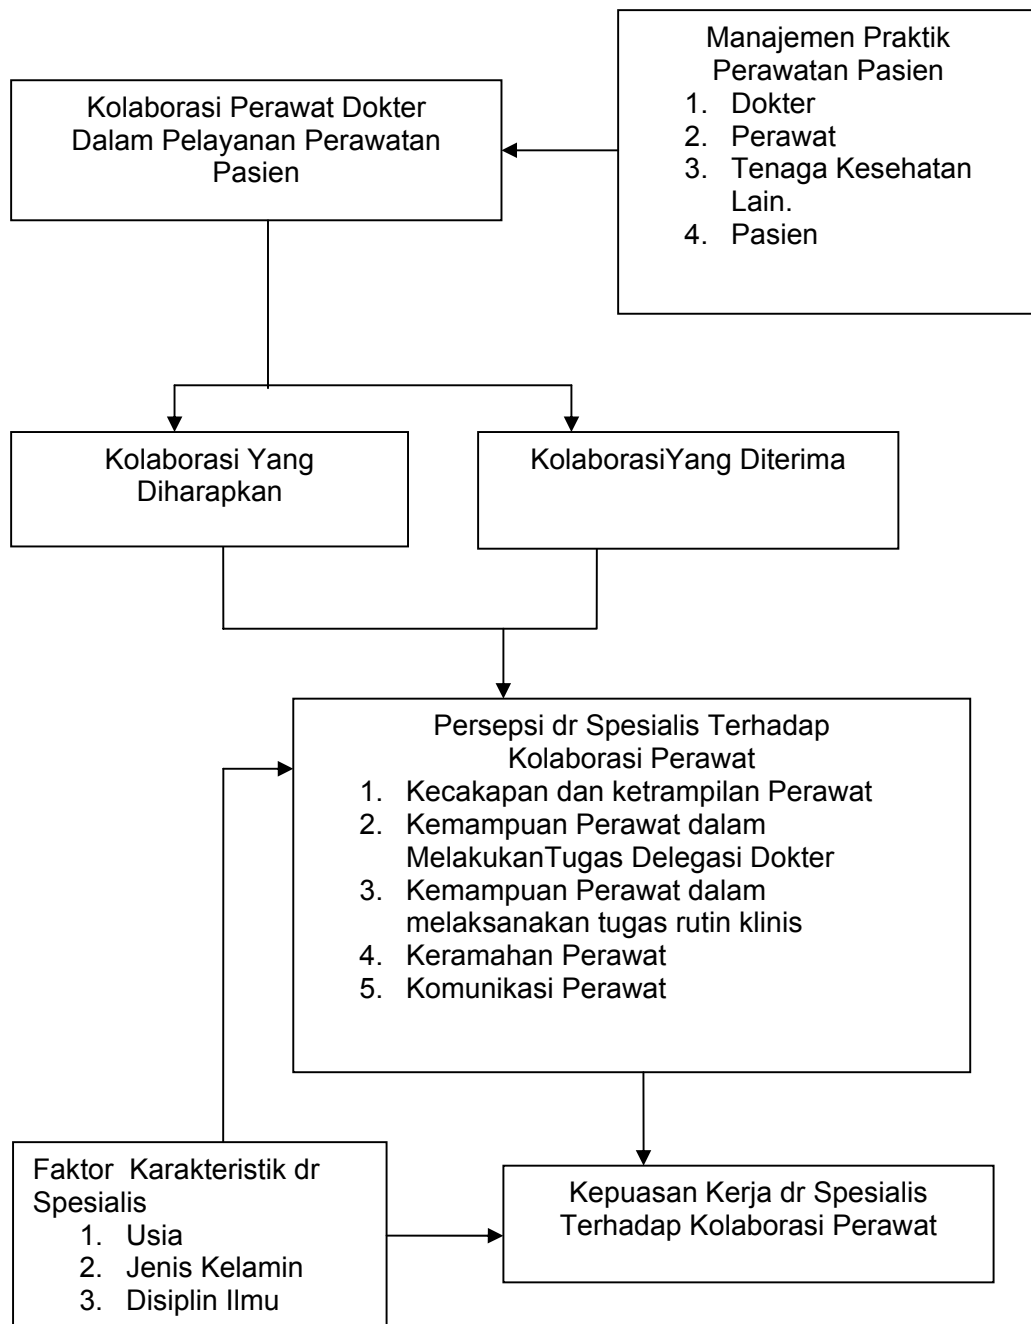 Manajemen Praktik
Perawatan Pasien
1. Dokter
2. Perawat
3. Tenaga Kesehatan
Lain.
4. Pasien
Kolaborasi Perawat Dokter
Dalam Pelayanan Perawatan
Pasien
Kolaborasi Yang
Diharapkan
KolaborasiYang Diterima
Persepsi dr Spesialis Terhadap
Kolaborasi Perawat
1. Kecakapan dan ketrampilan Perawat
2. Kemampuan Perawat dalam
MelakukanTugas Delegasi Dokter
3. Kemampuan Perawat dalam
melaksanakan tugas rutin klinis
4. Keramahan Perawat
5. Komunikasi Perawat
Faktor Karakteristik dr
Spesialis
1. Usia
2. Jenis Kelamin
3. Disiplin Ilmu
Kepuasan Kerja dr Spesialis
Terhadap Kolaborasi Perawat